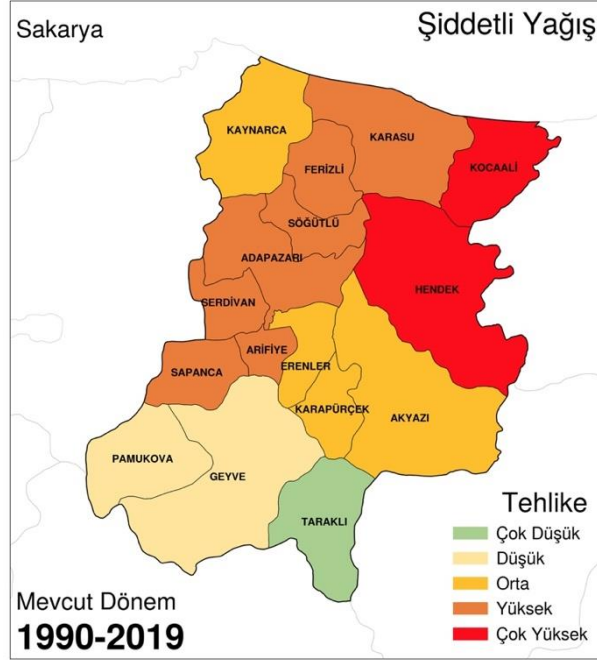 Sakarya
Şiddetli Yağış
KAYNARCA
KARASU
KOCAALİ
FERİZLİ
SÖĞÜTLÜ
ADAPAZARI
HENDEK
SERDİVAN
ARİFİYE
ERENLER
SAPANCA
KARAPÜRÇEK
AKYAZI
PAMUKOVA
GEYVE
TARAKLI
Tehlike
Çok Düşük
Düşük
Orta
Yüksek
Çok Yüksek
Mevcut Dönem
1990-2019